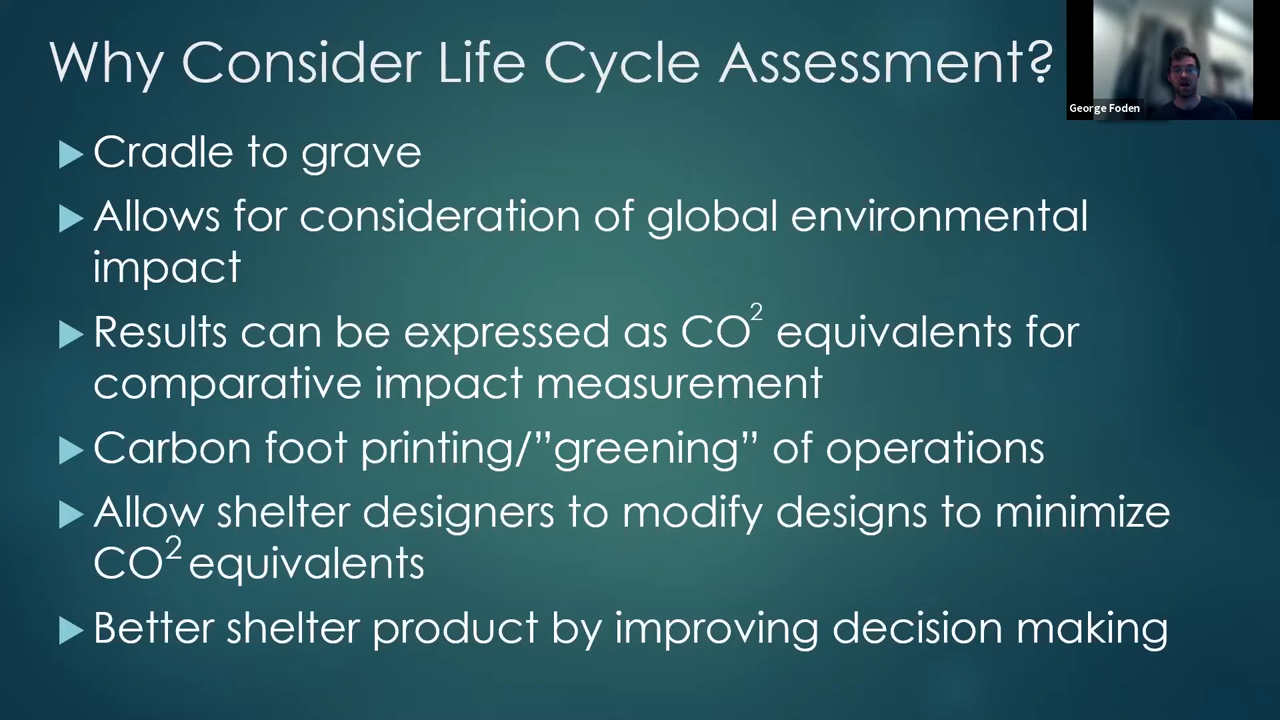 Why Consider Life Cycle Assessment?
George Foden
Cradle to grave
Allows for consideration of global environmental
impact
Results can be expressed as CO² equivalents for
comparative impact measurement
Carbon foot printing/”greening” of operations
Allow shelter designers to modify designs to minimize
CO² equivalents
Better shelter product by improving decision making